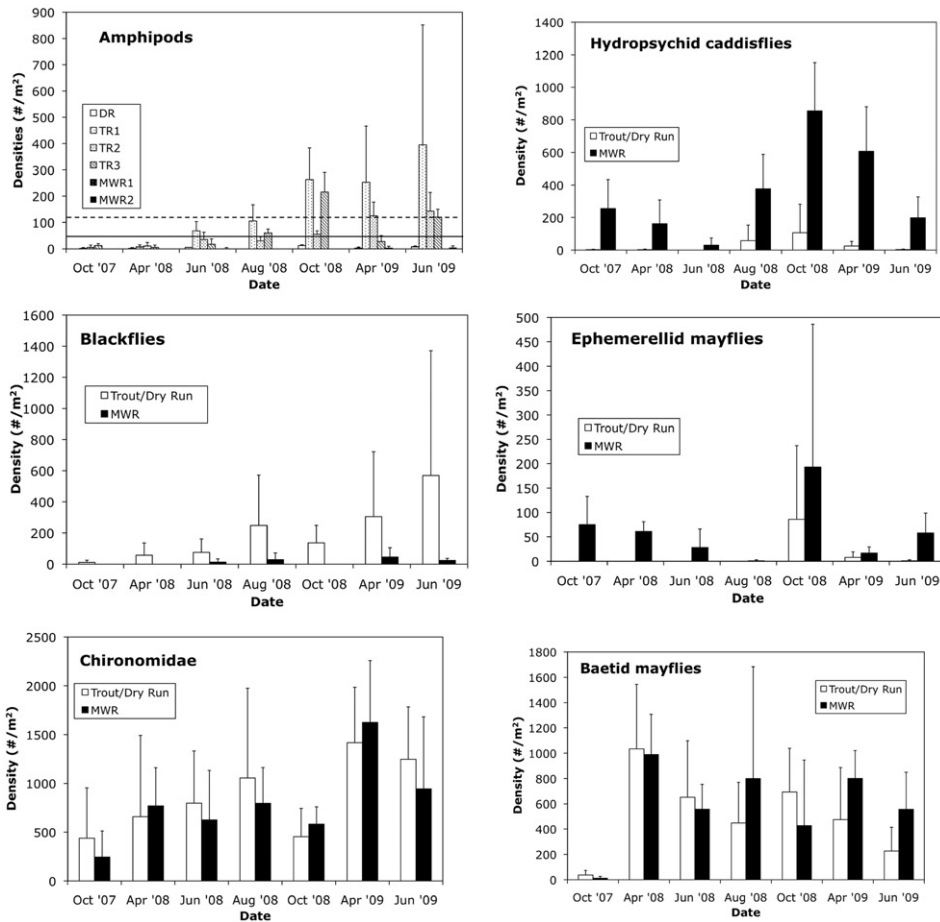 Amphipods
Densities (#/m²)
900
800
700
600
500
400
300
200
100
0
DR
TR1
TR2
TR3
MWR1
MWR2
Oct '07 Apr '08 Jun '08 Aug '08 Oct '08 Apr '09 Jun '09
Date
Hydropsychid caddisflies
Density (#/m²)
1400
1200
1000
800
600
400
200
0
Trout/Dry Run
MWR
Oct '07 Apr '08 Jun '08 Aug '08 Oct '08 Apr '09 Jun '09
Date
Blackflies
Density (#/m²)
1600
1400
1200
1000
800
600
400
200
0
Trout/Dry Run
MWR
Oct '07 Apr '08 Jun '08 Aug '08 Oct '08 Apr '09 Jun '09
Date
Ephemerellid mayflies
Density (#/m²)
500
450
400
350
300
250
200
150
100
50
0
Trout/Dry Run
MWR
Oct '07 Apr '08 Jun '08 Aug '08 Oct '08 Apr '09 Jun '09
Date
Chironomidae
Density (#/m²)
2500
2000
1500
1000
500
0
Trout/Dry Run
MWR
Oct '07 Apr '08 Jun '08 Aug '08 Oct '08 Apr '09 Jun '09
Date
Baetid mayflies
Density (#/m²)
1800
1600
1400
1200
1000
800
600
400
200
0
Trout/Dry Run
MWR
Oct '07 Apr '08 Jun '08 Aug '08 Oct '08 Apr '09 Jun '09
Date